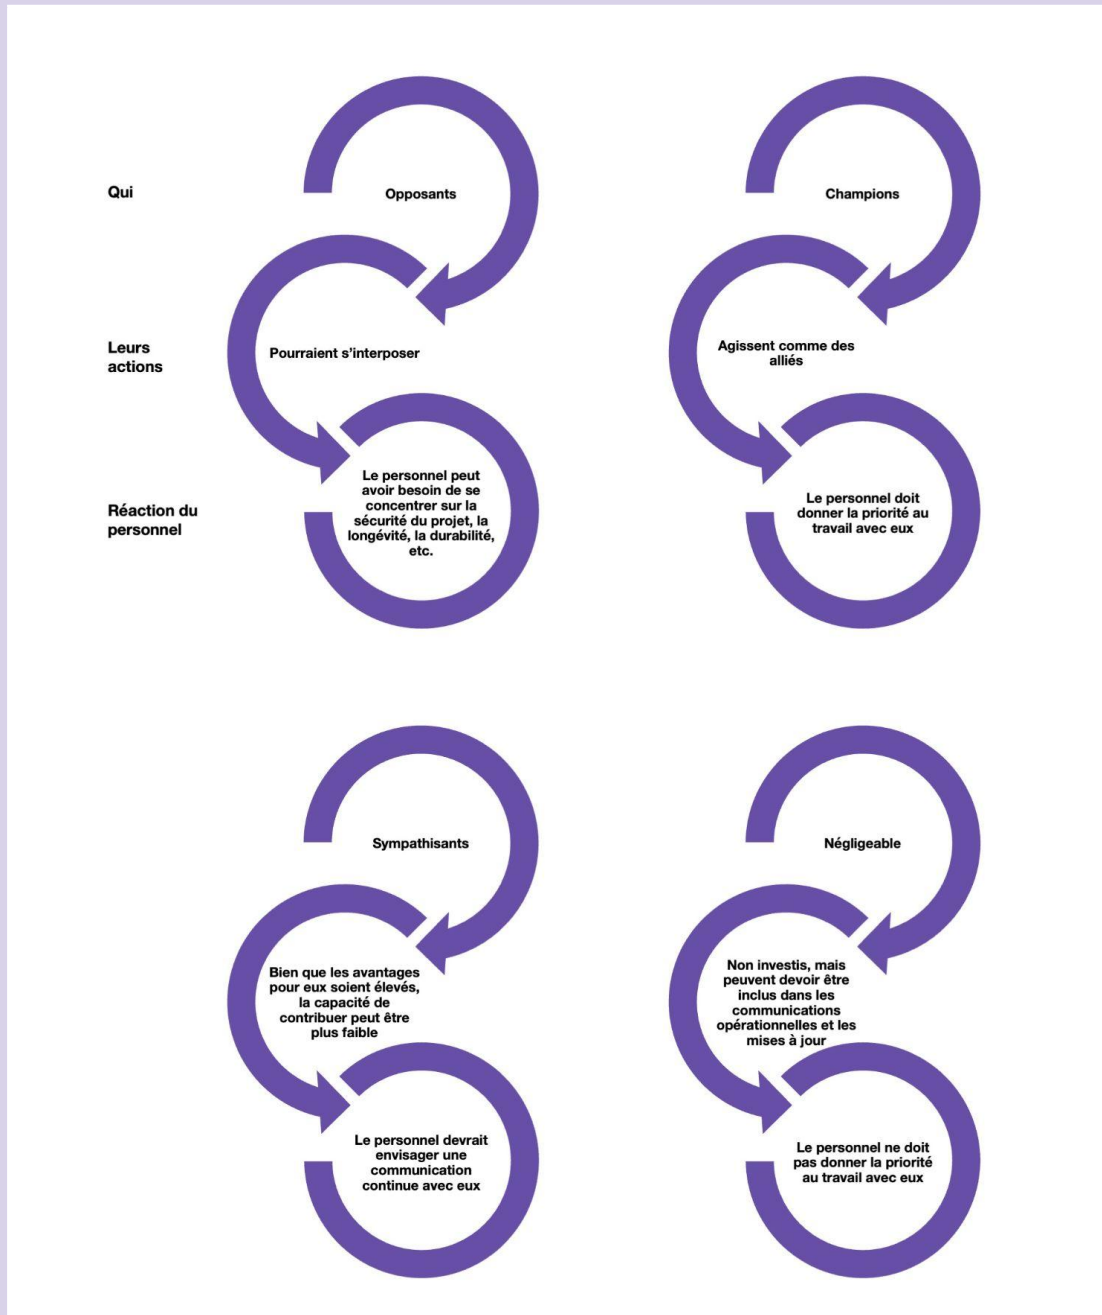 Qui
Opposants
Champions
Leurs
actions
Pourraient s’interposer
Agissent comme des
alliés
Réaction du
personnel
Le personnel peut
avoir besoin de se
concentrer sur la
sécurité du projet, la
longévité, la durabilité,
etc.
Le personnel doit
donner la priorité au
travail avec eux
Sympathisants
Négligeable
Bien que les avantages
pour eux soient élevés,
la capacité de
contribuer peut être
plus faible
Non investis, mais
peuvent devoir être
inclus dans les
communications
opérationnelles et les
mises à jour
Le personnel devrait
envisager une
communication
continue avec eux
Le personnel ne doit
pas donner la priorité
au travail avec eux